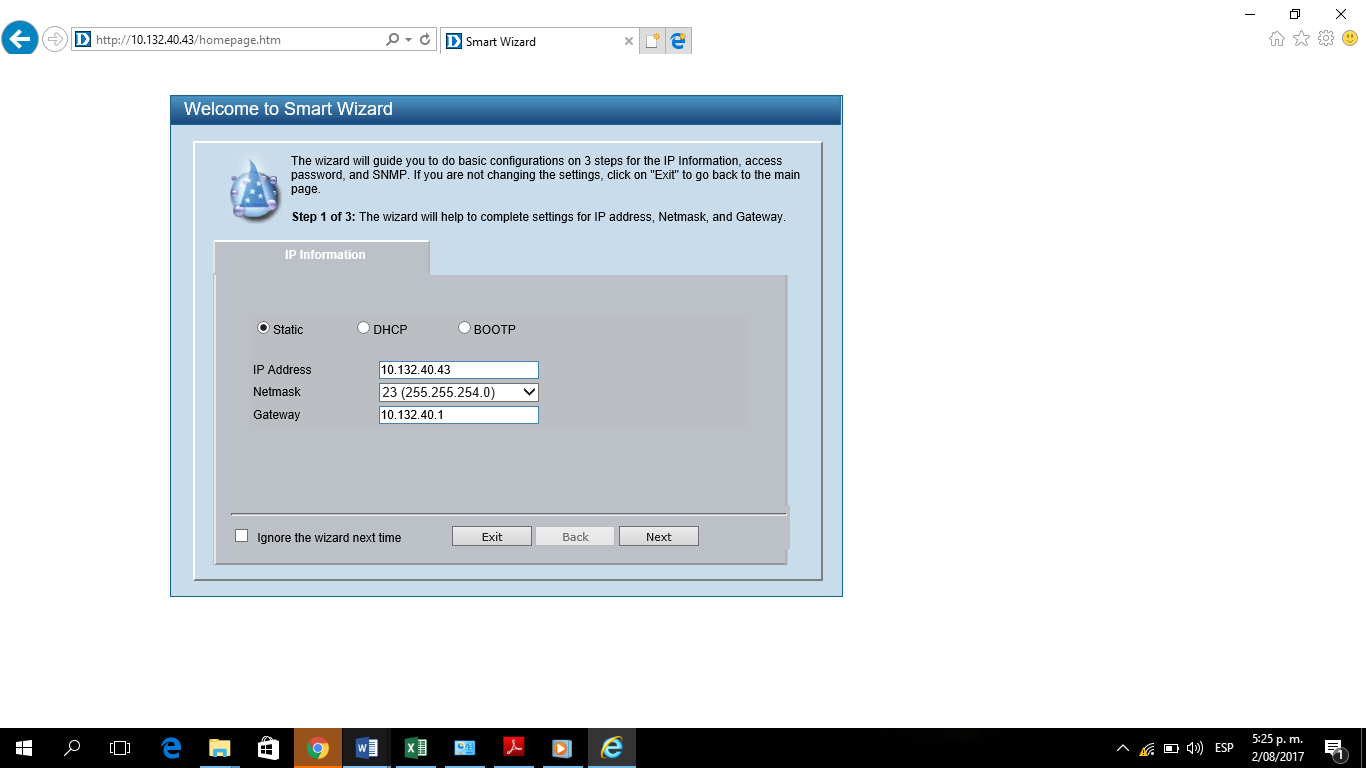 http://10.132.40.43/homepage.htm
Smart Wizard
Welcome to Smart Wizard
The wizard will guide you to do basic configurations on 3 steps for the IP Information, access
password, and SNMP. If you are not changing the settings, click on "Exit" to go back to the main
page.
Step 1 of 3: The wizard will help to complete settings for IP address, Netmask, and Gateway.
IP Information
Static DHCP BOOTP
IP Address 10.132.40.43
Netmask 23 (255.255.254.0)
Gateway 10.132.40.1
Ignore the wizard next time Exit Back Next
ESP
5:25 p. m.
2/08/2017
1